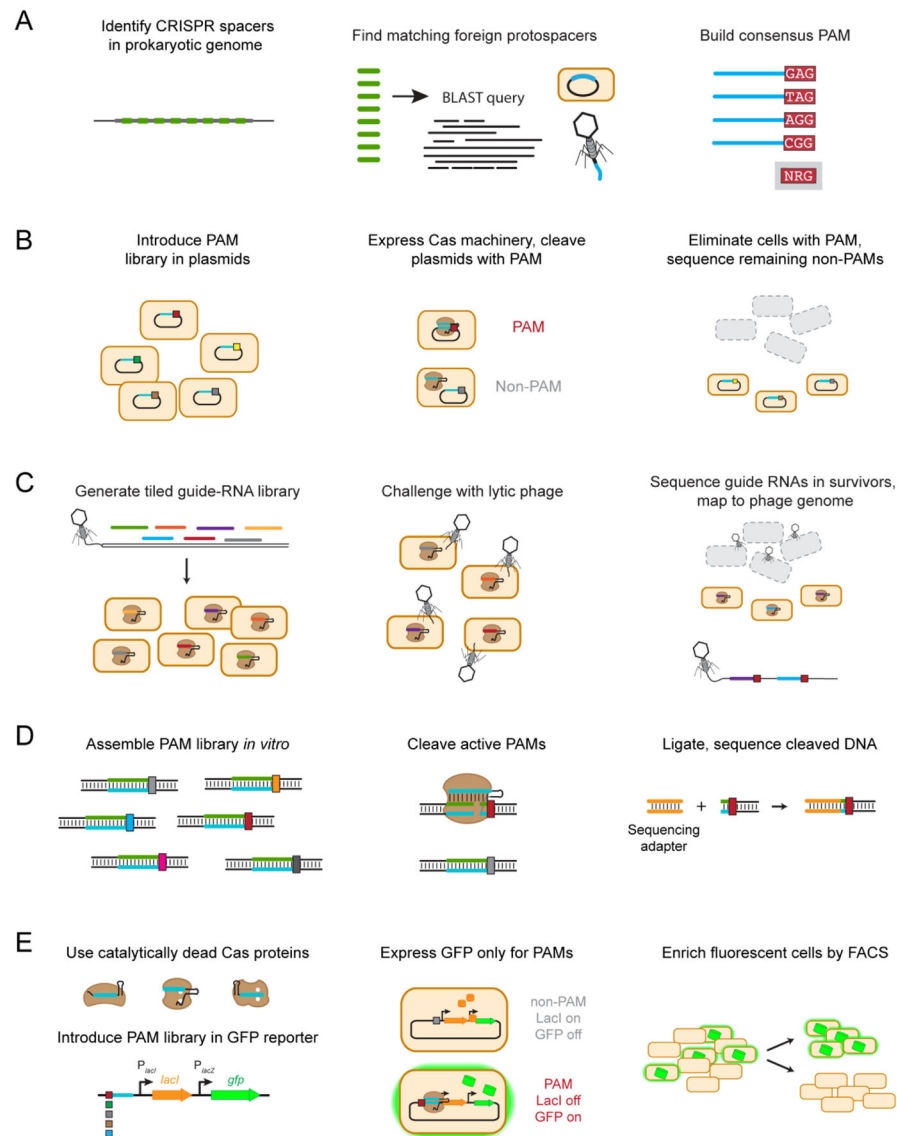 A
Identify CRISPR spacers
in prokaryotic genome
Find matching foreign protospacers
Build consensus PAM
BLAST query
GAG
TAG
AGG
CGG
NRG
B
Introduce PAM
library in plasmids
Express Cas machinery, cleave
plasmids with PAM
Eliminate cells with PAM,
sequence remaining non-PAMs
PAM
Non-PAM
C
Generate tiled guide-RNA library
Challenge with lytic phage
Sequence guide RNAs in survivors,
map to phage genome
D
Assemble PAM library in vitro
Cleave active PAMs
Ligate, sequence cleaved DNA
+
Sequencing
adapter
E
Use catalytically dead Cas proteins
Express GFP only for PAMs
Enrich fluorescent cells by FACS
non-PAM
LacI on
GFP off
Introduce PAM library in GFP reporter
PlacI
lacI
PlacZ
gfp
PAM
LacI off
GFP on